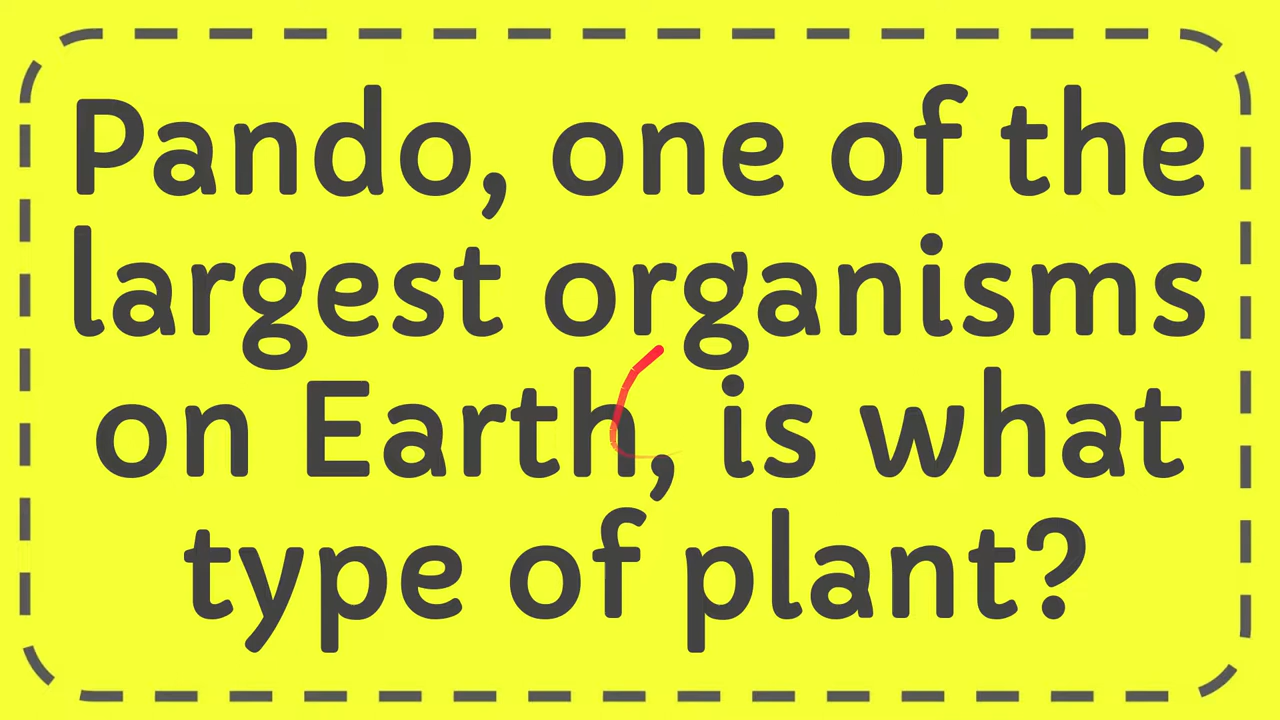 Pando, one of the
largest organisms
on Earth, is what
type of plant?